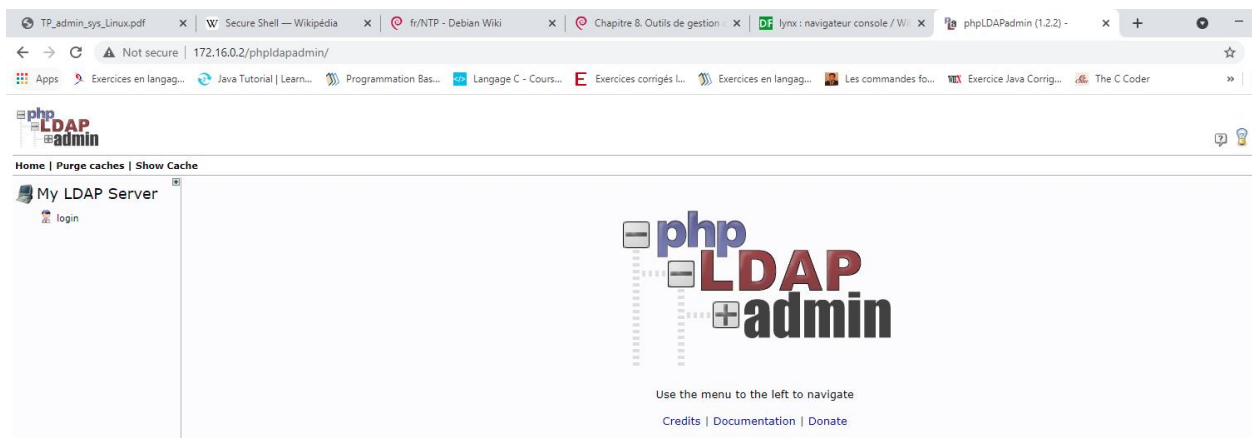 TP_admin_sys_Linux.pdf Secure Shell — Wikipédia fr/NTP - Debian Wiki Chapitre 8. Outils de gestion lynx : navigateur console / Wi phpLDAPadmin (1.2.2) -
Not secure | 172.16.0.2/phpldapadmin/
Apps Exercices en langag... Java Tutorial | Learn... Programmation Bas... Langage C - Cours... Exercices corrigés l... Exercices en langag... Les commandes fo... Exercice Java Corrig... The C Coder »
php
LDAP
admin
Home | Purge caches | Show Cache
My LDAP Server
login
php
LDAP
admin
Use the menu to the left to navigate
Credits | Documentation | Donate